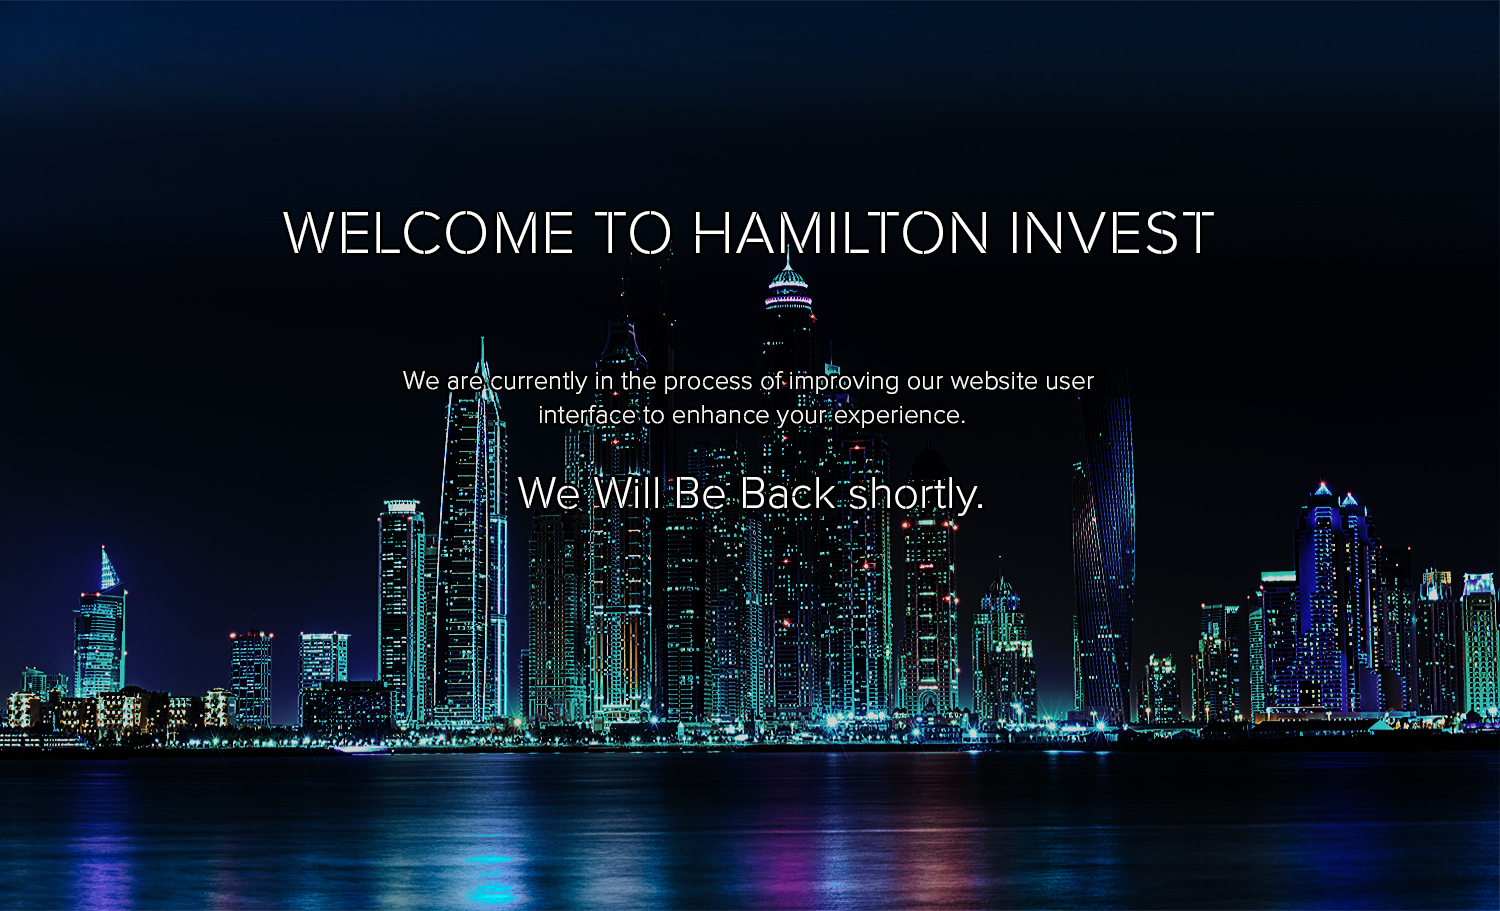 WELCOME TO HAMILTON INVEST
We are currently in the process of improving our website user
interface to enhance your experience.
We Will Be Back shortly.